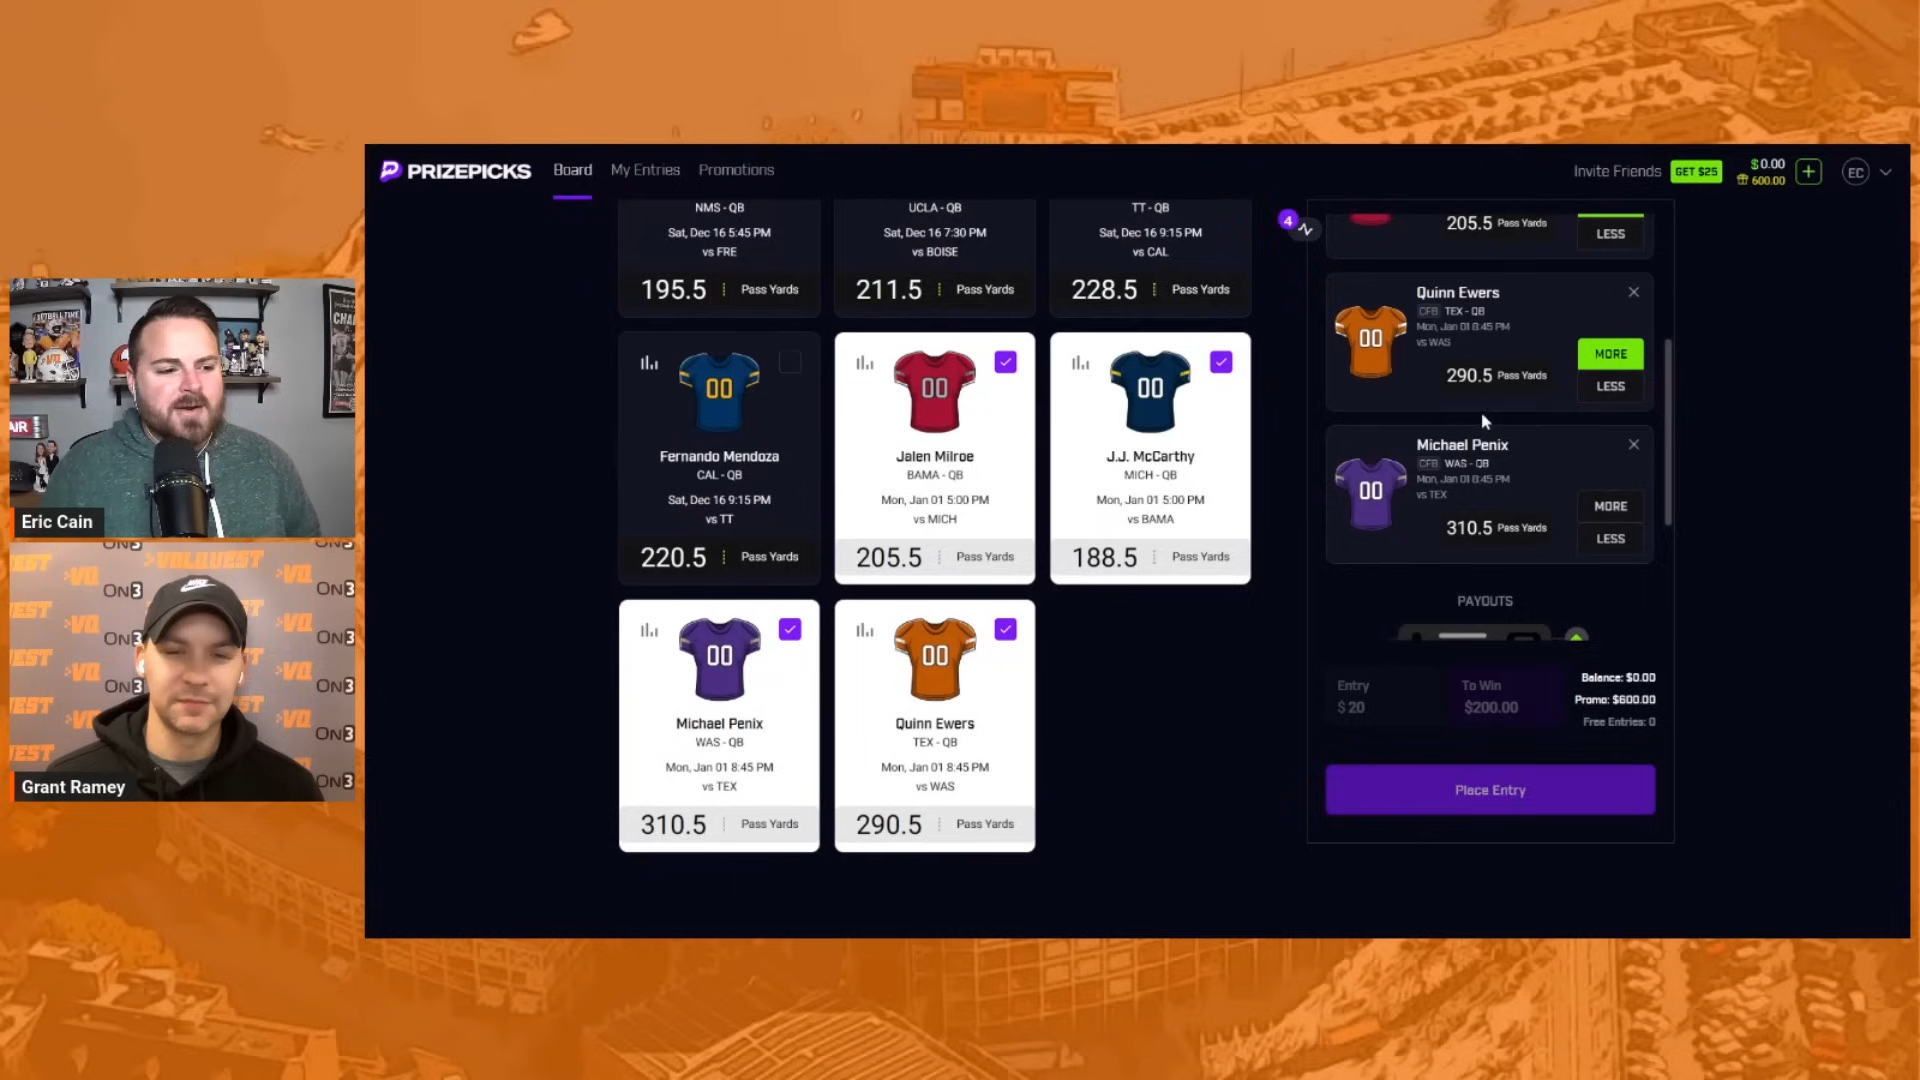 PRIZEPICKS
Board
My Entries
Promotions
Invite Friends
GET $25
$0.00
600.00
EC
NMS - QB
Sat, Dec 16 5:45 PM
vs FRE
195.5 Pass Yards
UCLA - QB
Sat, Dec 16 7:30 PM
vs BOISE
211.5 Pass Yards
TT - QB
Sat, Dec 16 9:15 PM
vs CAL
228.5 Pass Yards
00
Fernando Mendoza
CAL - QB
Sat, Dec 16 9:15 PM
vs TT
220.5 Pass Yards
00
Jalen Milroe
BAMA - QB
Mon, Jan 01 5:00 PM
vs MICH
205.5 Pass Yards
00
J.J. McCarthy
MICH - QB
Mon, Jan 01 5:00 PM
vs BAMA
188.5 Pass Yards
00
Michael Penix
WAS - QB
Mon, Jan 01 8:45 PM
vs TEX
310.5 Pass Yards
00
Quinn Ewers
TEX - QB
Mon, Jan 01 8:45 PM
vs WAS
290.5 Pass Yards
4
205.5 Pass Yards
LESS
00
Quinn Ewers
CFB TEX - QB
Mon, Jan 01 8:45 PM
vs WAS
290.5 Pass Yards
MORE
LESS
00
Michael Penix
CFB WAS - QB
Mon, Jan 01 8:45 PM
vs TEX
310.5 Pass Yards
MORE
LESS
PAYOUTS
Entry
$ 20
To Win
$200.00
Balance: $0.00
Promo: $600.00
Free Entries: 0
Place Entry
AIR
Eric Cain
VOLQUEST
VQ
ON3
Grant Ramey